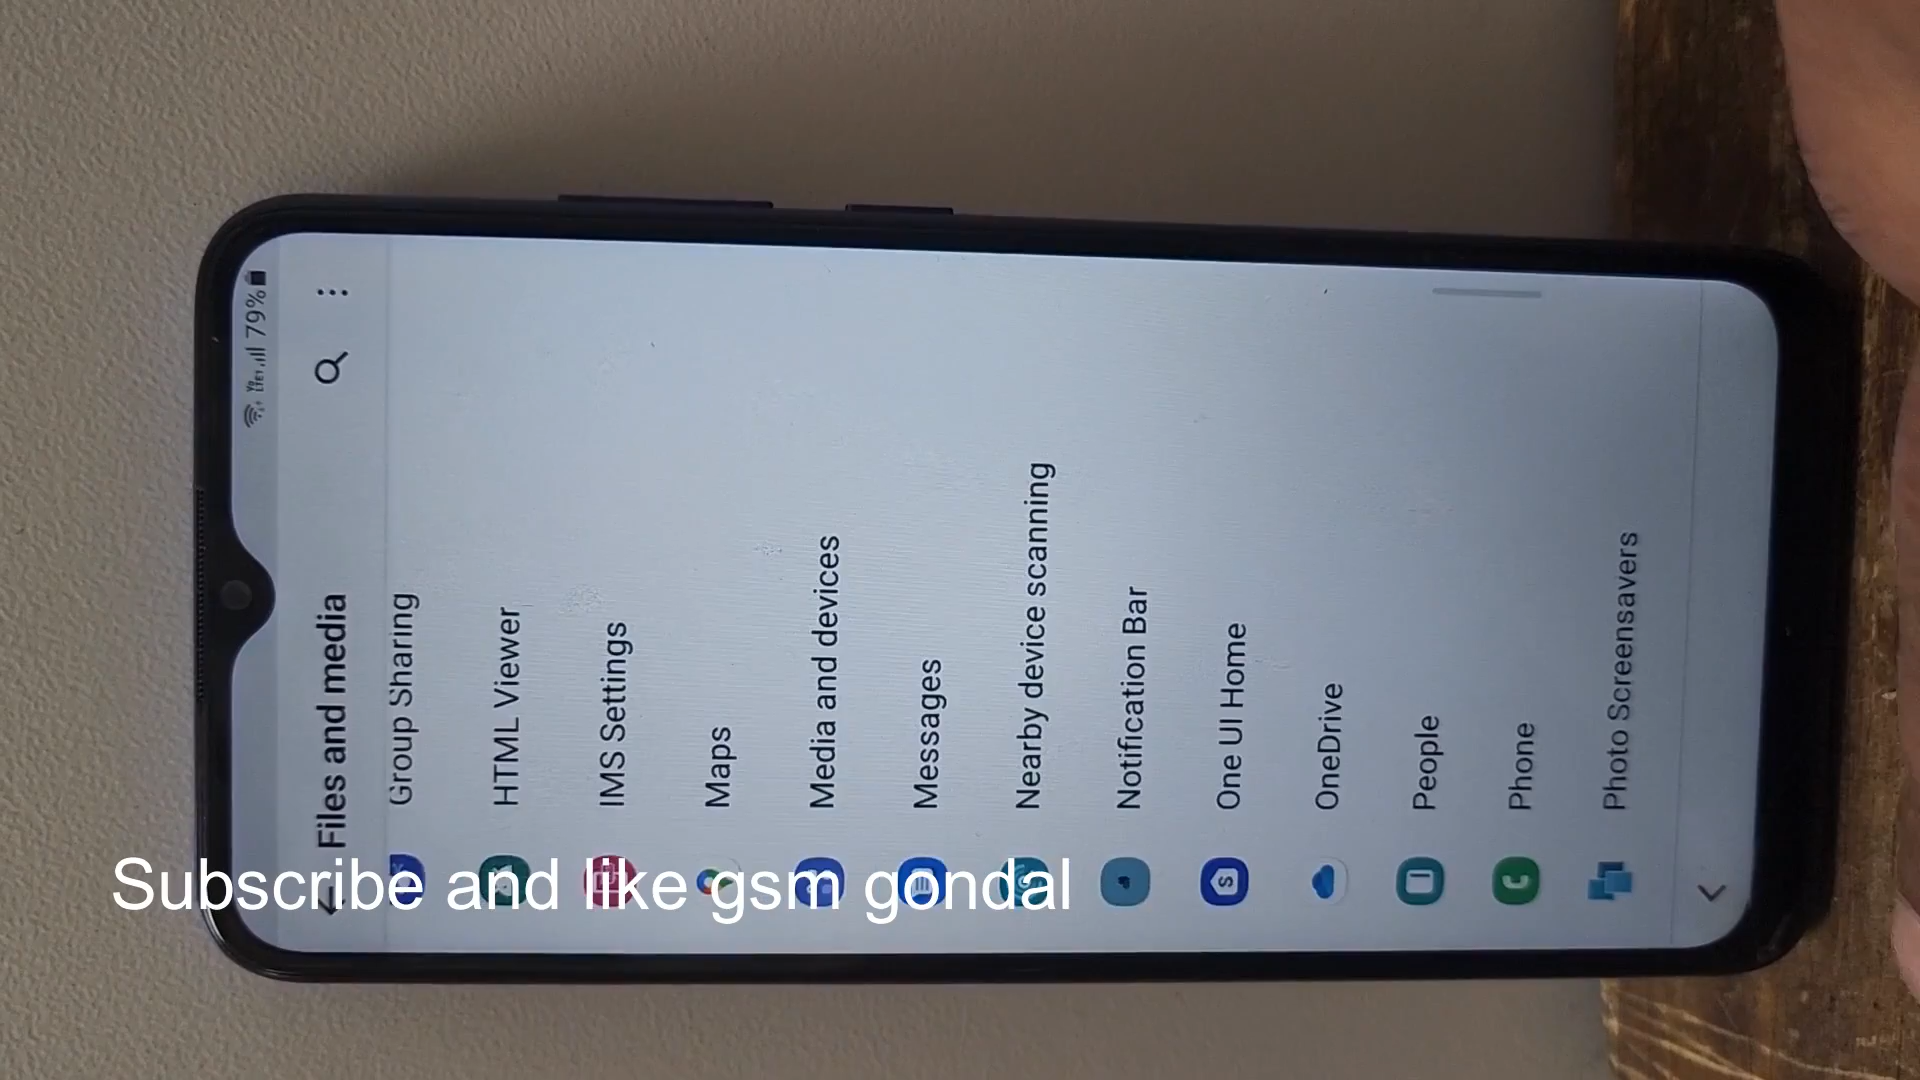 79%
Files and media
Group Sharing
HTML Viewer
IMS Settings
Maps
Media and devices
Messages
Nearby device scanning
Notification Bar
One UI Home
OneDrive
People
Phone
Photo Screensavers
Subscribe and like gsm gondal